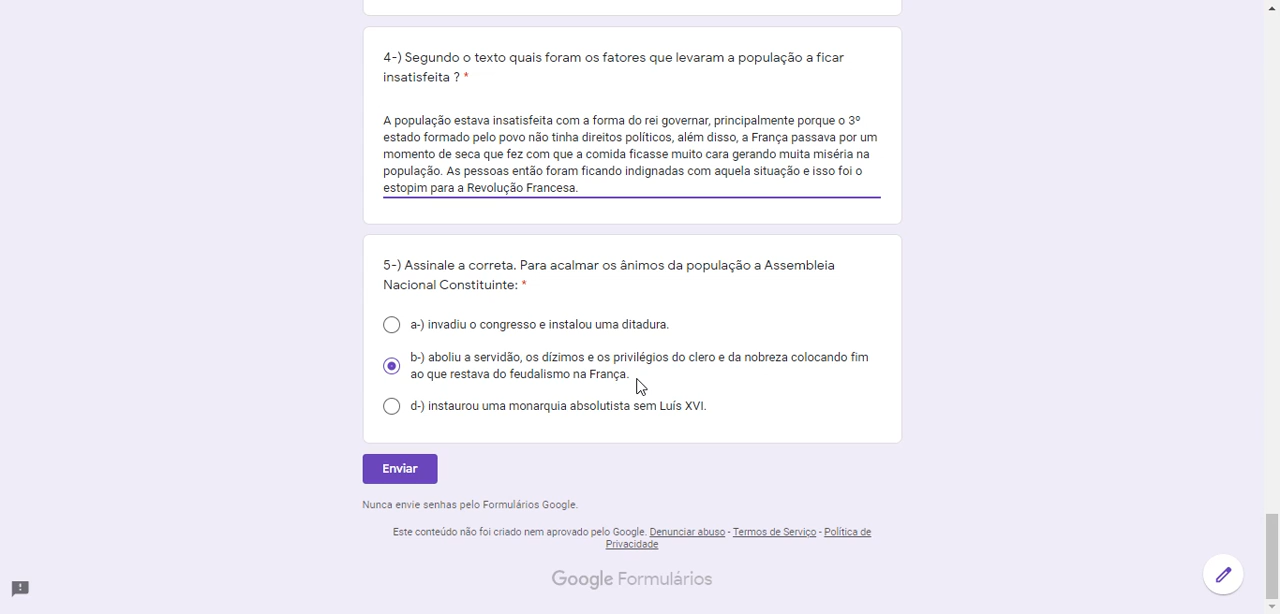 4-) Segundo o texto quais foram os fatores que levaram a população a ficar
insatisfeita ? *
A população estava insatisfeita com a forma do rei governar, principalmente porque o 3º
estado formado pelo povo não tinha direitos políticos, além disso, a França passava por um
momento de seca que fez com que a comida ficasse muito cara gerando muita miséria na
população. As pessoas então foram ficando indignadas com aquela situação e isso foi o
estopim para a Revolução Francesa.
5-) Assinale a correta. Para acalmar os ânimos da população a Assembleia
Nacional Constituinte: *
a-) invadiu o congresso e instalou uma ditadura.
b-) aboliu a servidão, os dízimos e os privilégios do clero e da nobreza colocando fim
ao que restava do feudalismo na França.
d-) instaurou uma monarquia absolutista sem Luís XVI.
Enviar
Nunca envie senhas pelo Formulários Google.
Este conteúdo não foi criado nem aprovado pelo Google. Denunciar abuso - Termos de Serviço - Política de
Privacidade
Google Formulários